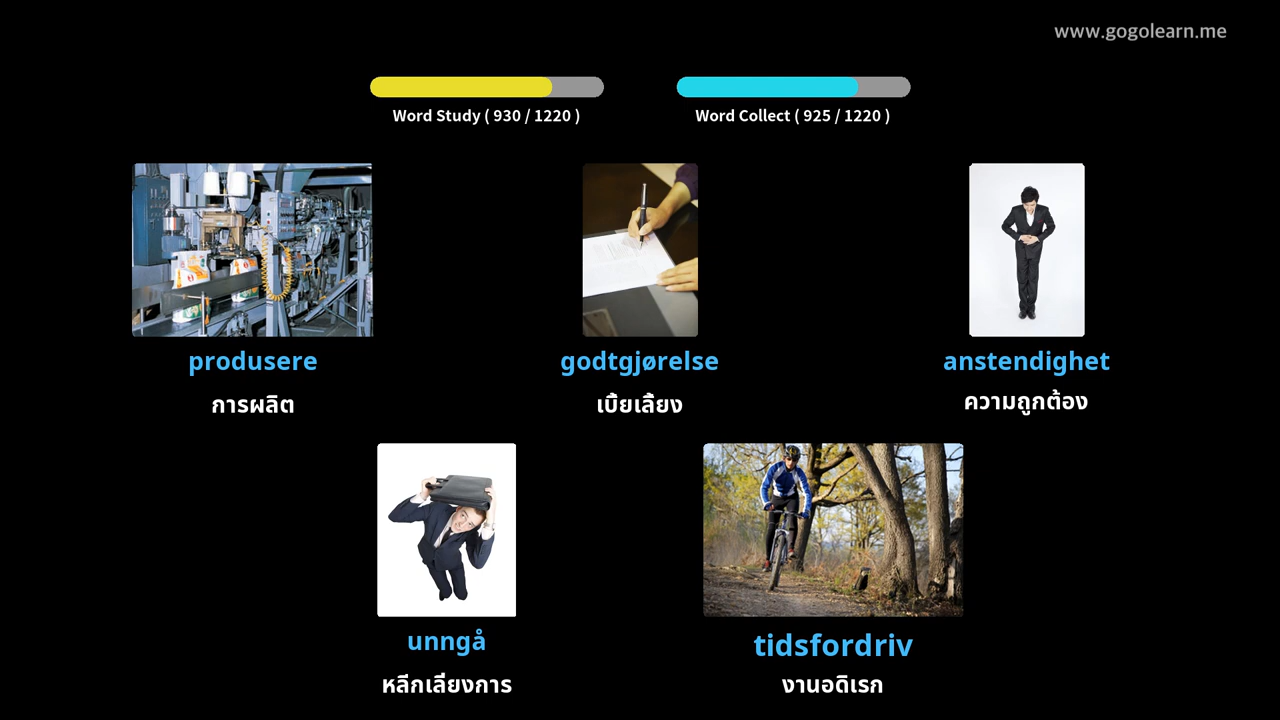 www.gogolearn.me
Word Study ( 930 / 1220 )
Word Collect ( 925 / 1220 )
produsere
godtgjørelse
anstendighet
การผลิต
เบี้ยเลี้ยง
ความถูกต้อง
unngå
tidsfordriv
หลีกเลี่ยงการ
งานอดิเรก